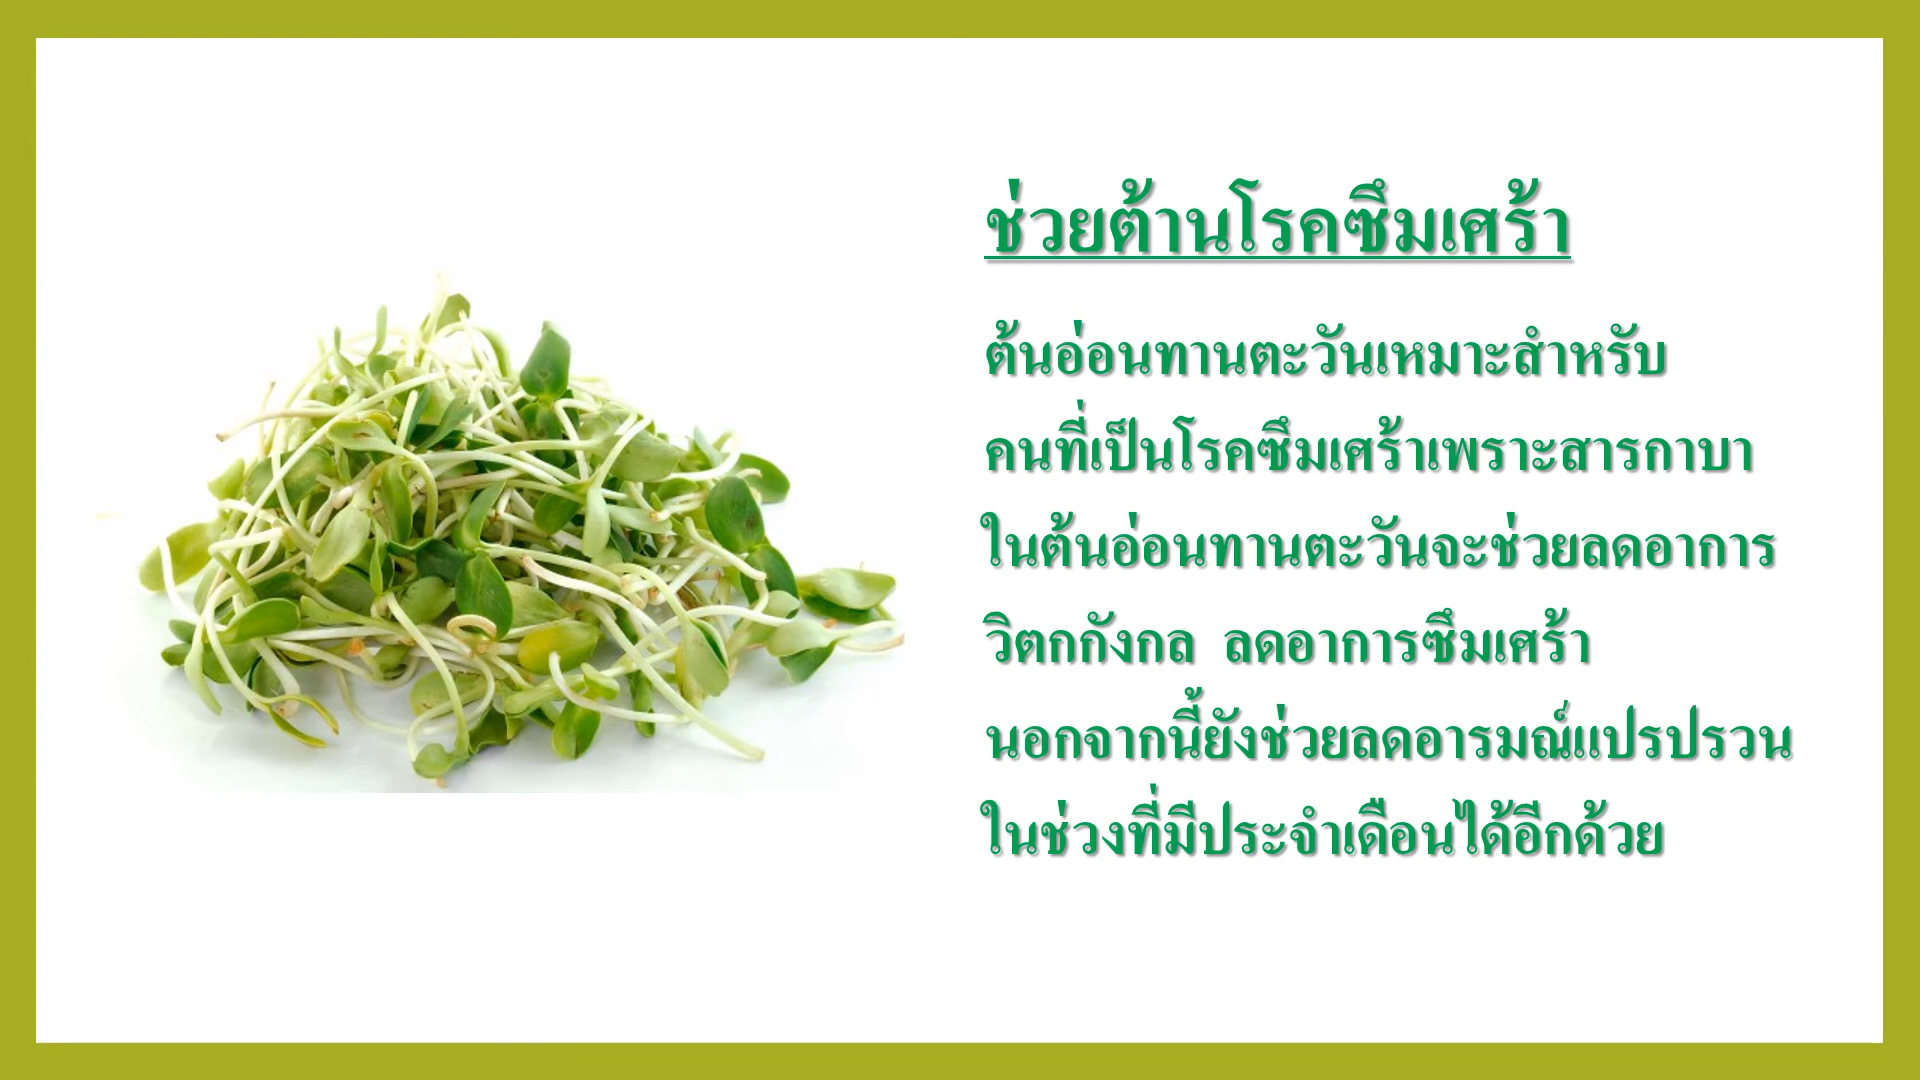 ช่วยต้านโรคซึมเศร้า
ต้นอ่อนทานตะวันเหมาะสำหรับ
คนที่เป็นโรคซึมเศร้าเพราะสารกาบา
ในต้นอ่อนทานตะวันจะช่วยลดอาการ
วิตกกังกล ลดอาการซึมเศร้า
นอกจากนี้ยังช่วยลดอารมณ์แปรปรวน
ในช่วงที่มีประจำเดือนได้อีกด้วย